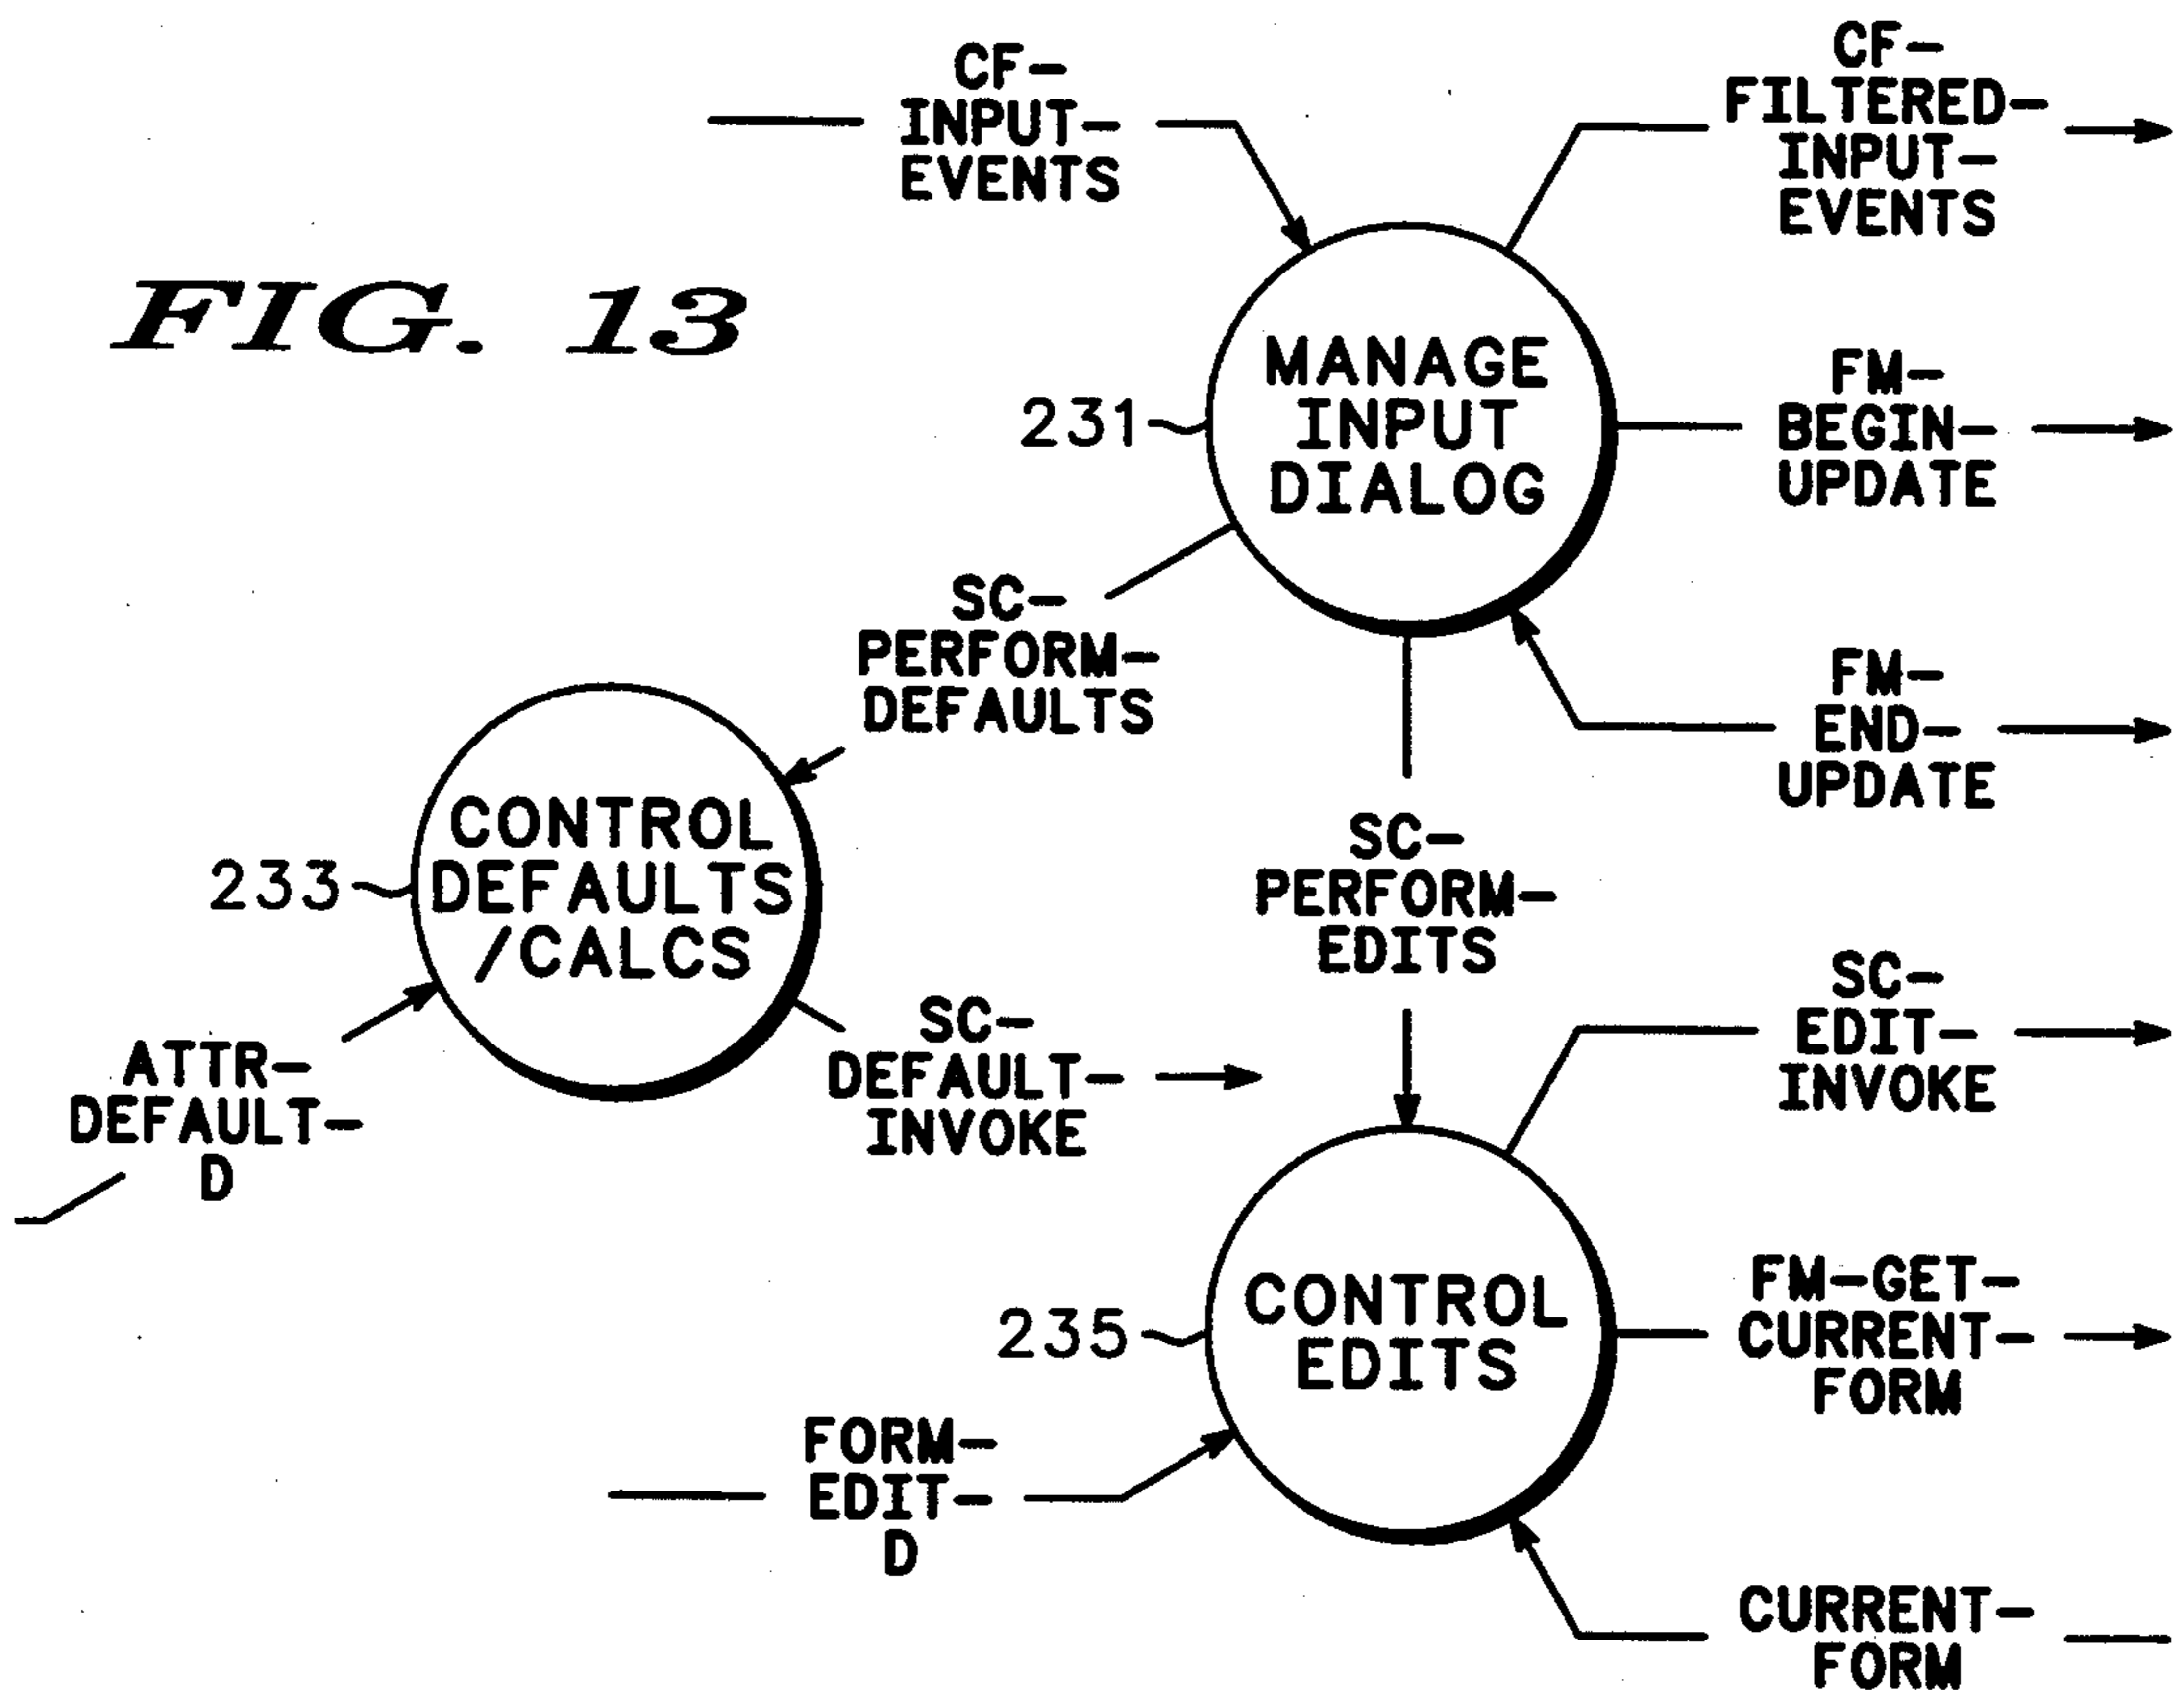 CF-
INPUT-
EVENTS
CF-
FILTERED-
INPUT-
EVENTS
FIG. 13
231
MANAGE
INPUT
DIALOG
FM-
BEGIN-
UPDATE
SC-
PERFORM-
DEFAULTS
FM-
END-
UPDATE
233
CONTROL
DEFAULTS
/CALCS
SC-
PERFORM-
EDITS
ATTR-
DEFAULT-
D
SC-
DEFAULT-
INVOKE
SC-
EDIT-
INVOKE
235
CONTROL
EDITS
FM-GET-
CURRENT-
FORM
FORM-
EDIT-
D
CURRENT-
FORM